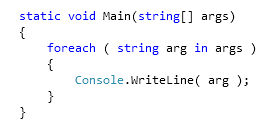 static void Main(string[] args)
{
    foreach ( string arg in args )
    {
        Console.WriteLine( arg );
    }
}